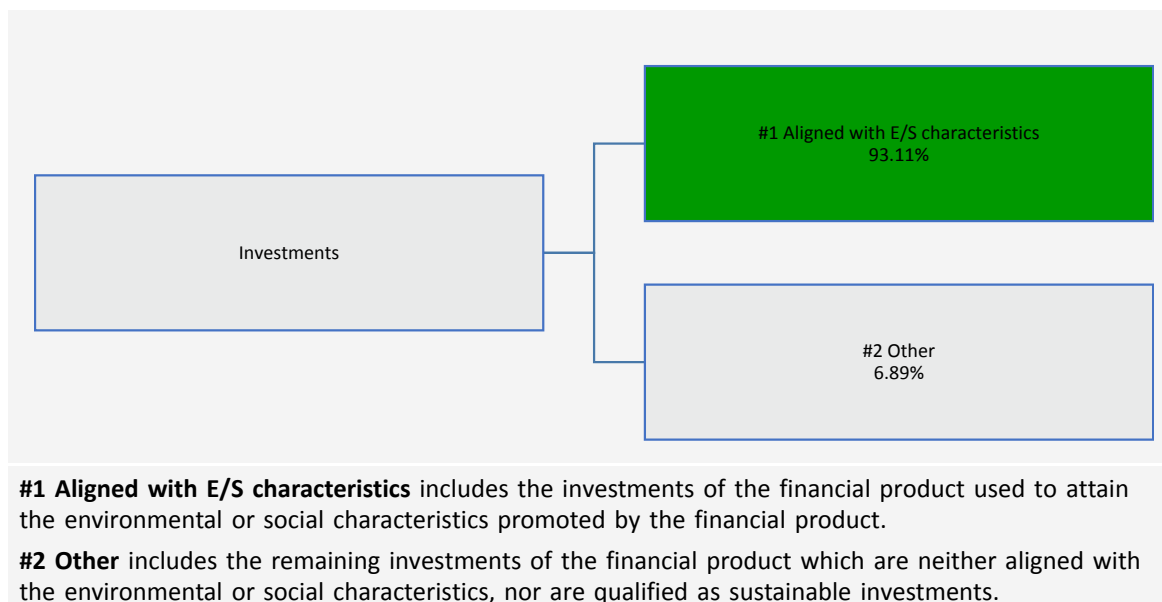 #1 Aligned with E/S characteristics
93.11%
Investments
#2 Other
6.89%
#1 Aligned with E/S characteristics includes the investments of the financial product used to attain
the environmental or social characteristics promoted by the financial product.
#2 Other includes the remaining investments of the financial product which are neither aligned with
the environmental or social characteristics, nor are qualified as sustainable investments.